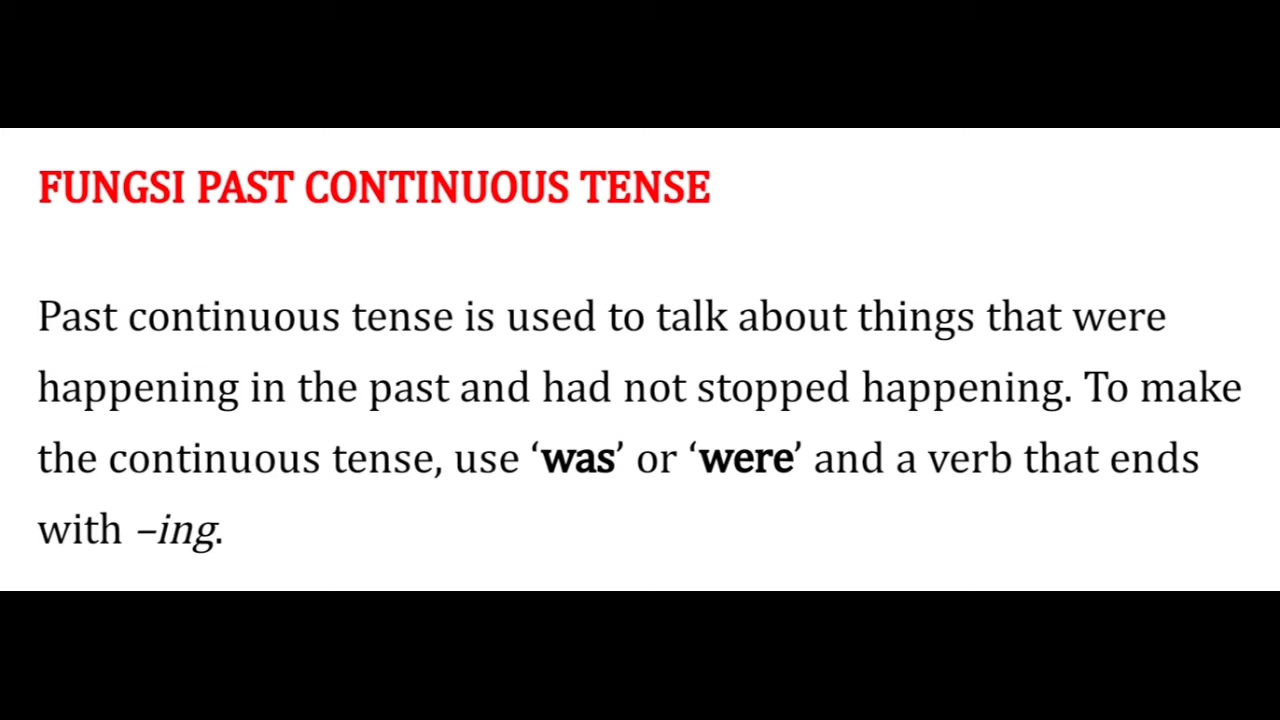 FUNGSI PAST CONTINUOUS TENSE
Past continuous tense is used to talk about things that were
happening in the past and had not stopped happening. To make
the continuous tense, use ‘was’ or ‘were’ and a verb that ends
with –ing.